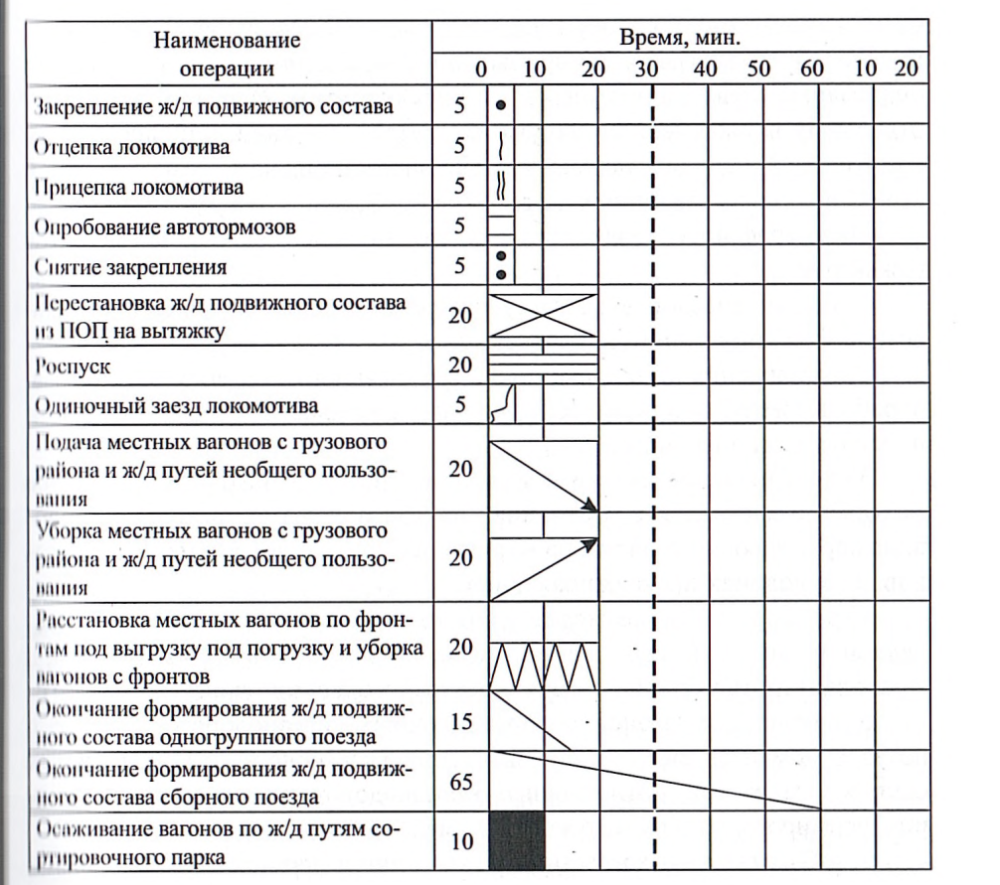 Наименование
операции
Время, мин.
0 10 20 30 40 50 60 10 20
Закрепление ж/д подвижного состава 5
Отцепка локомотива 5
Прицепка локомотива 5
Опробование автотормозов 5
Снятие закрепления 5
Перестановка ж/д подвижного состава
из ПОП на вытяжку 20
Роспуск 20
Одиночный заезд локомотива 5
Подача местных вагонов с грузового
района и ж/д путей необщего пользо-
вания 20
Уборка местных вагонов с грузового
района и ж/д путей необщего пользо-
вания 20
Расстановка местных вагонов по фрон-
там под выгрузку под погрузку и уборка
вагонов с фронтов 20
Окончание формирования ж/д подвиж-
ного состава одногруппного поезда 15
Окончание формирования ж/д подвиж-
ного состава сборного поезда 65
Осаживание вагонов по ж/д путям со-
ртировочного парка 10